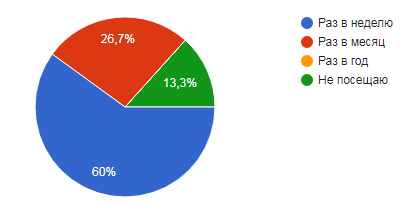 26,7%
13,3%
60%
Раз в неделю
Раз в месяц
Раз в год
Не посещаю